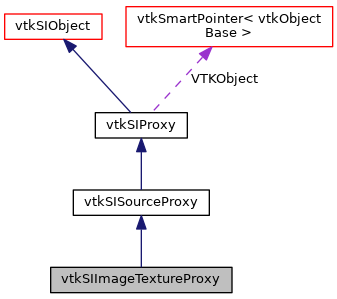 vtkSIObject
vtkSmartPointer< vtkObject
Base >
VTKObject
vtkSIProxy
vtkSISourceProxy
vtkSIImageTextureProxy